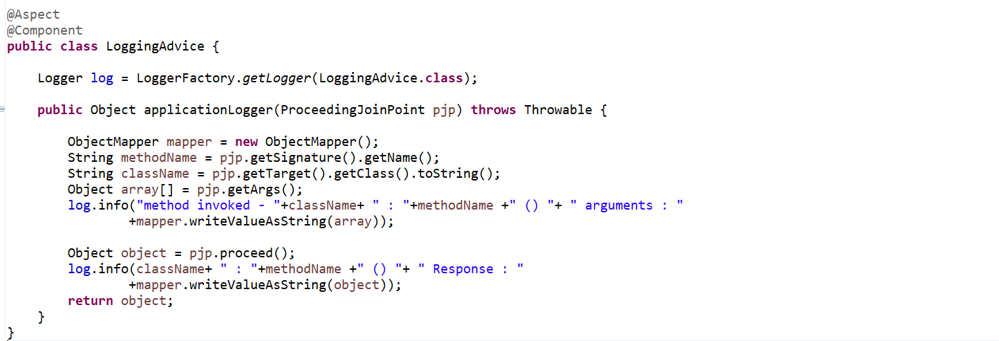 @Aspect
@Component
public class LoggingAdvice {
Logger log = LoggerFactory.getLogger(LoggingAdvice.class);
public Object applicationLogger(ProceedingJoinPoint pjp) throws Throwable {
ObjectMapper mapper = new ObjectMapper();
String methodName = pjp.getSignature().getName();
String className = pjp.getTarget().getClass().toString();
Object array[] = pjp.getArgs();
log.info("method invoked - "+className+ " : "+methodName +" () "+ " arguments : "
+mapper.writeValueAsString(array));
Object object = pjp.proceed();
log.info(className+ " : "+methodName +" () "+ " Response : "
+mapper.writeValueAsString(object));
return object;
}
}